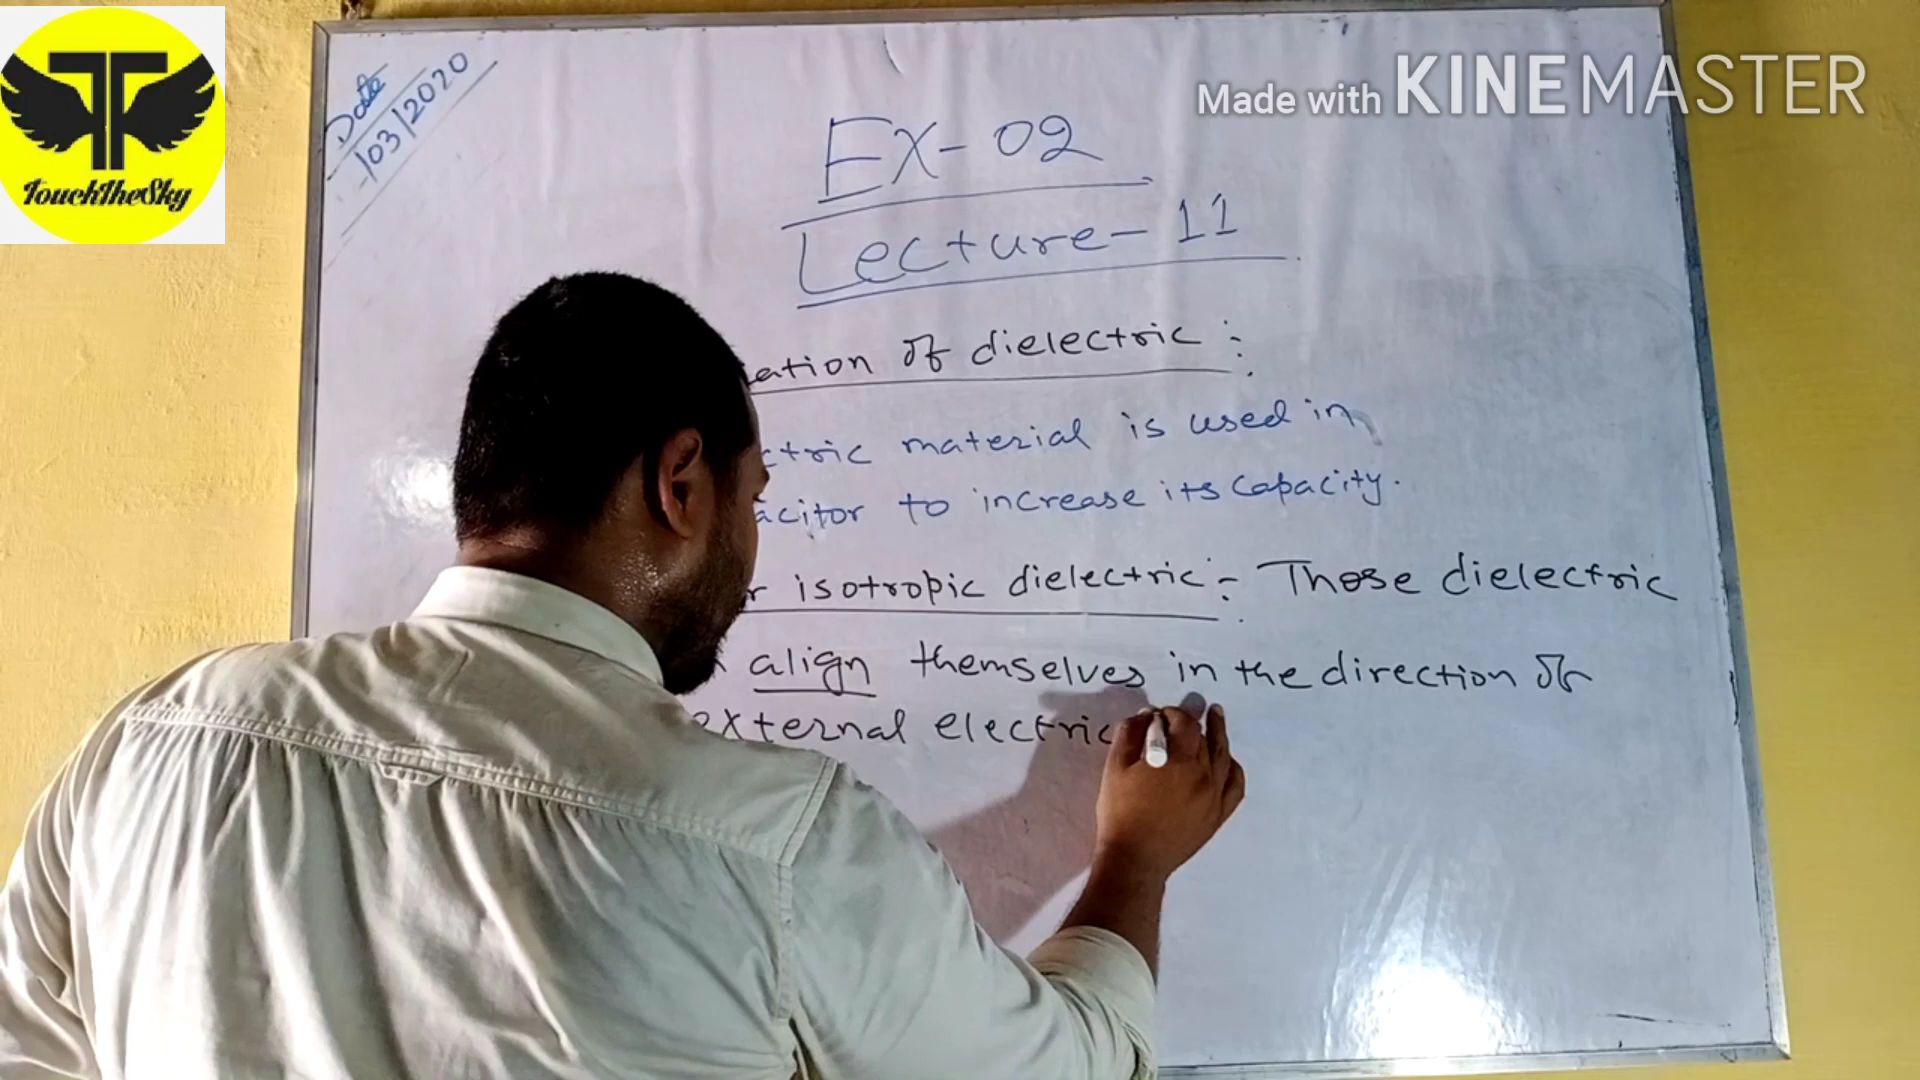 TouchTheSky
Made with KINEMASTER
Date
/03/2020
Ex-02
Lecture-11
ation of dielectric :
ctric material is used in
acitor to increase its capacity.
r isotropic dielectric :- Those dielectric
align themselves in the direction of
external electric